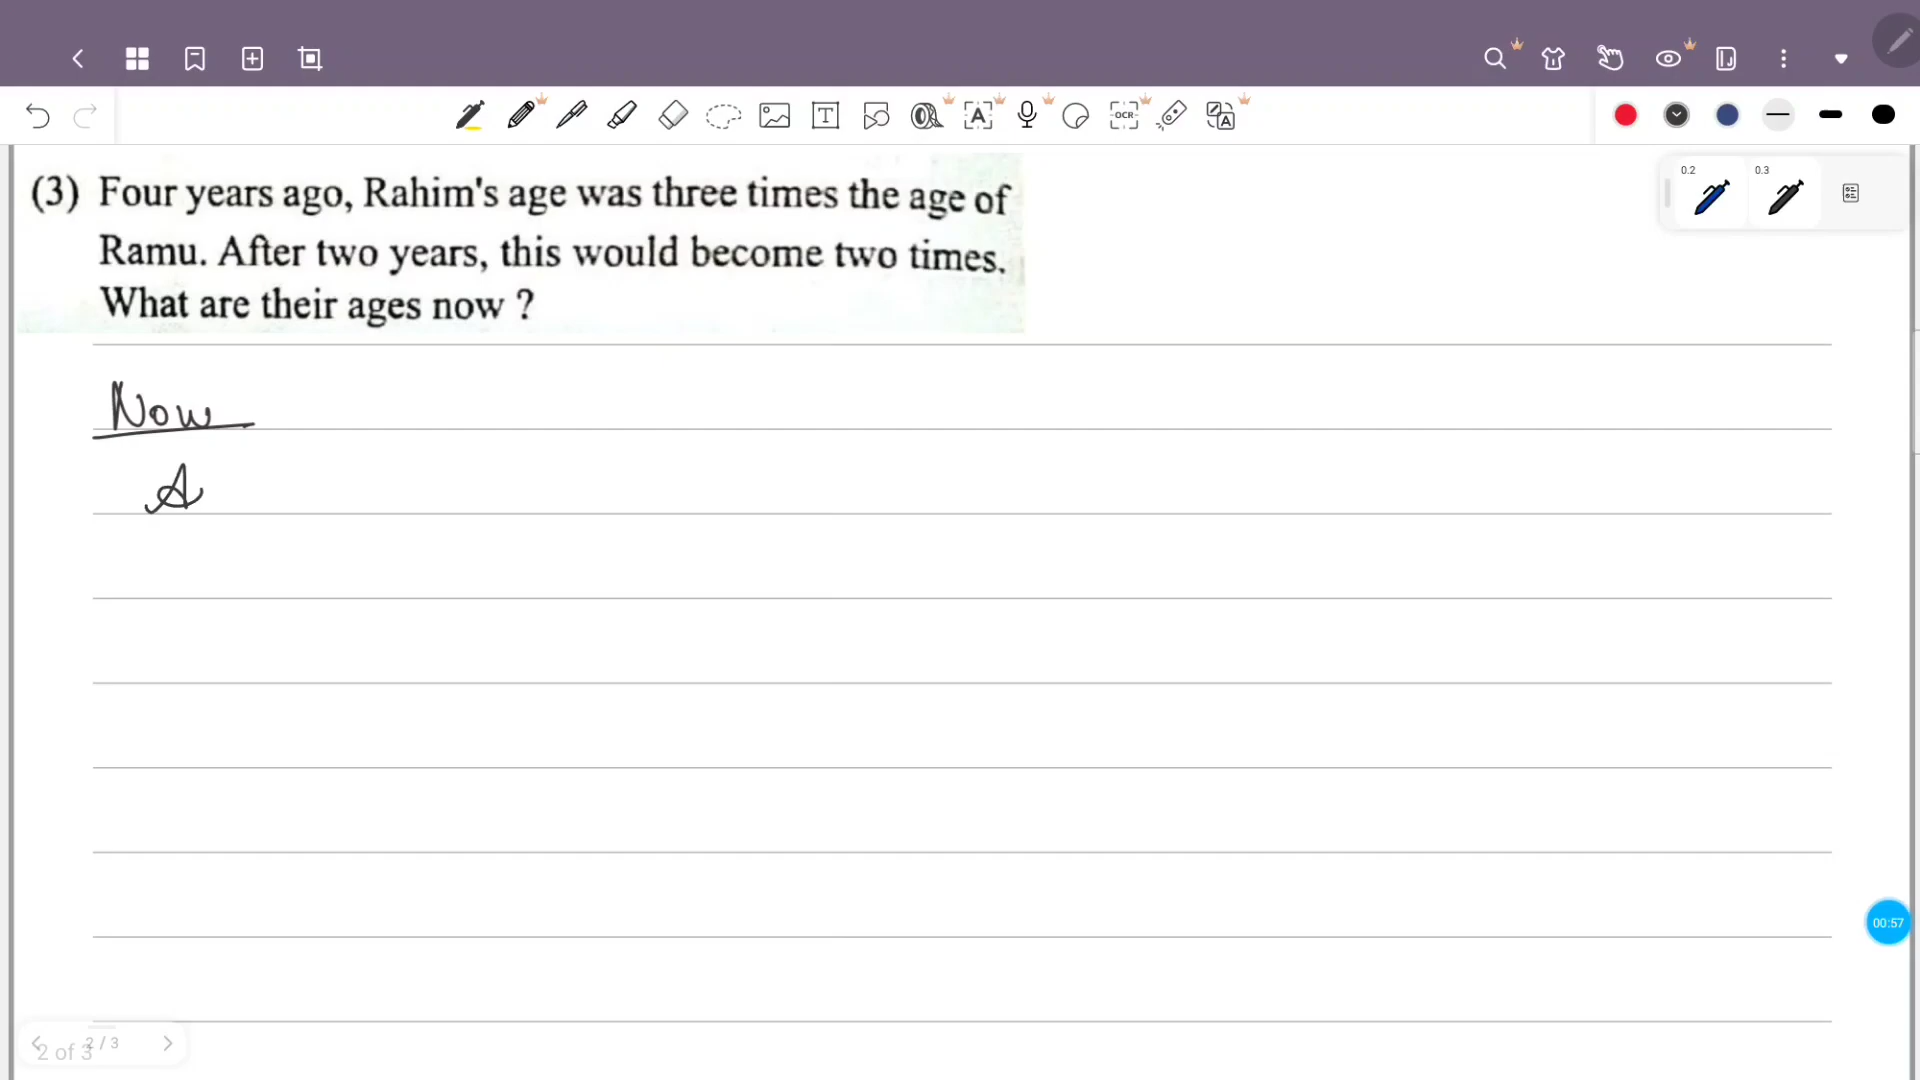 T
A
OCR
A
0.2
0.3
(3) Four years ago, Rahim's age was three times the age of
Ramu. After two years, this would become two times.
What are their ages now ?
Now
A
00:57
2 / 3
2 of 3